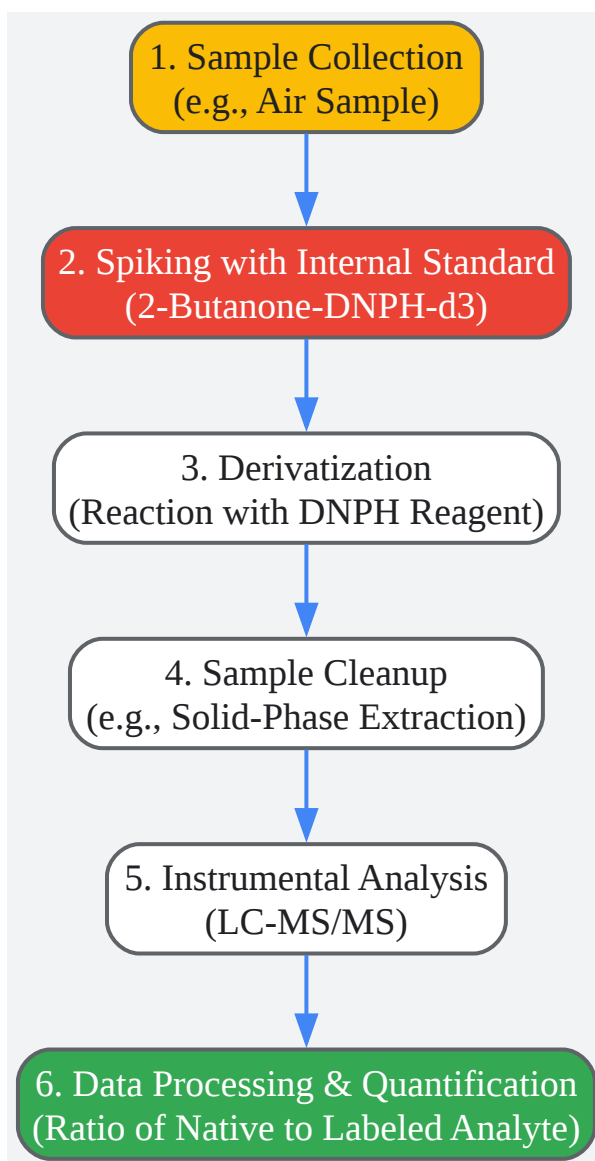 1. Sample Collection
(e.g., Air Sample)
2. Spiking with Internal Standard
(2-Butanone-DNPH-d3)
3. Derivatization
(Reaction with DNPH Reagent)
4. Sample Cleanup
(e.g., Solid-Phase Extraction)
5. Instrumental Analysis
(LC-MS/MS)
6. Data Processing & Quantification
(Ratio of Native to Labeled Analyte)